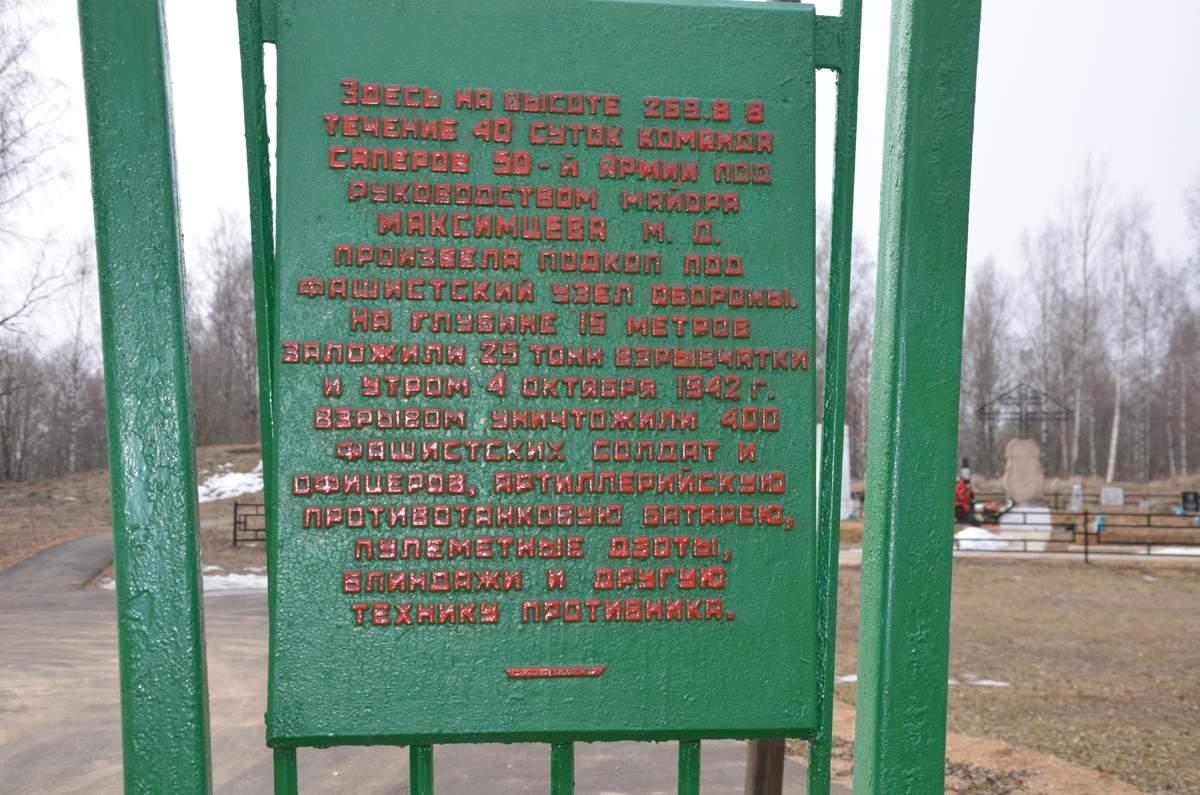 Здесь на высоте 269.8 в
течение 40 суток команда
саперов 50-й Армии под
руководством майора
Максимцева М. Д.
произвела подкоп под
фашистский узел обороны.
На глубине 15 метров
заложили 25 тонн взрывчатки
и утром 4 октября 1942 г.
взрывом уничтожили 400
фашистских солдат и
офицеров, артиллерийскую
противотанковую батарею,
пулеметные дзоты,
блиндажи и другую
технику противника.